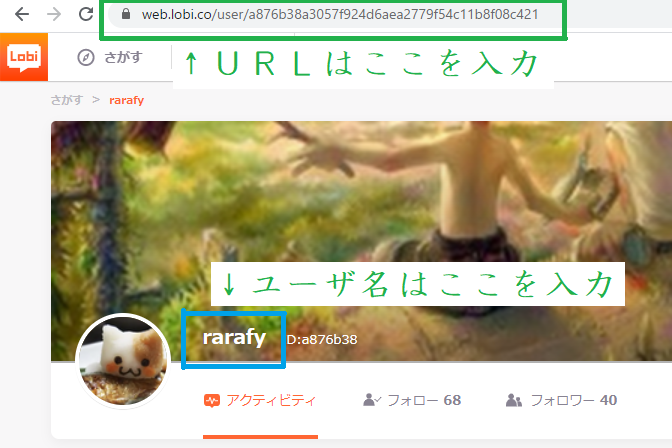 web.lobi.co/user/a876b38a3057f924d6aea2779f54c11b8f08c421
Lobi
さがす
↑ＵＲＬはここを入力
さがす > rarafy
↓ユーザ名はここを入力
rarafy D:a876b38
アクティビティ フォロー 68 フォロワー 40